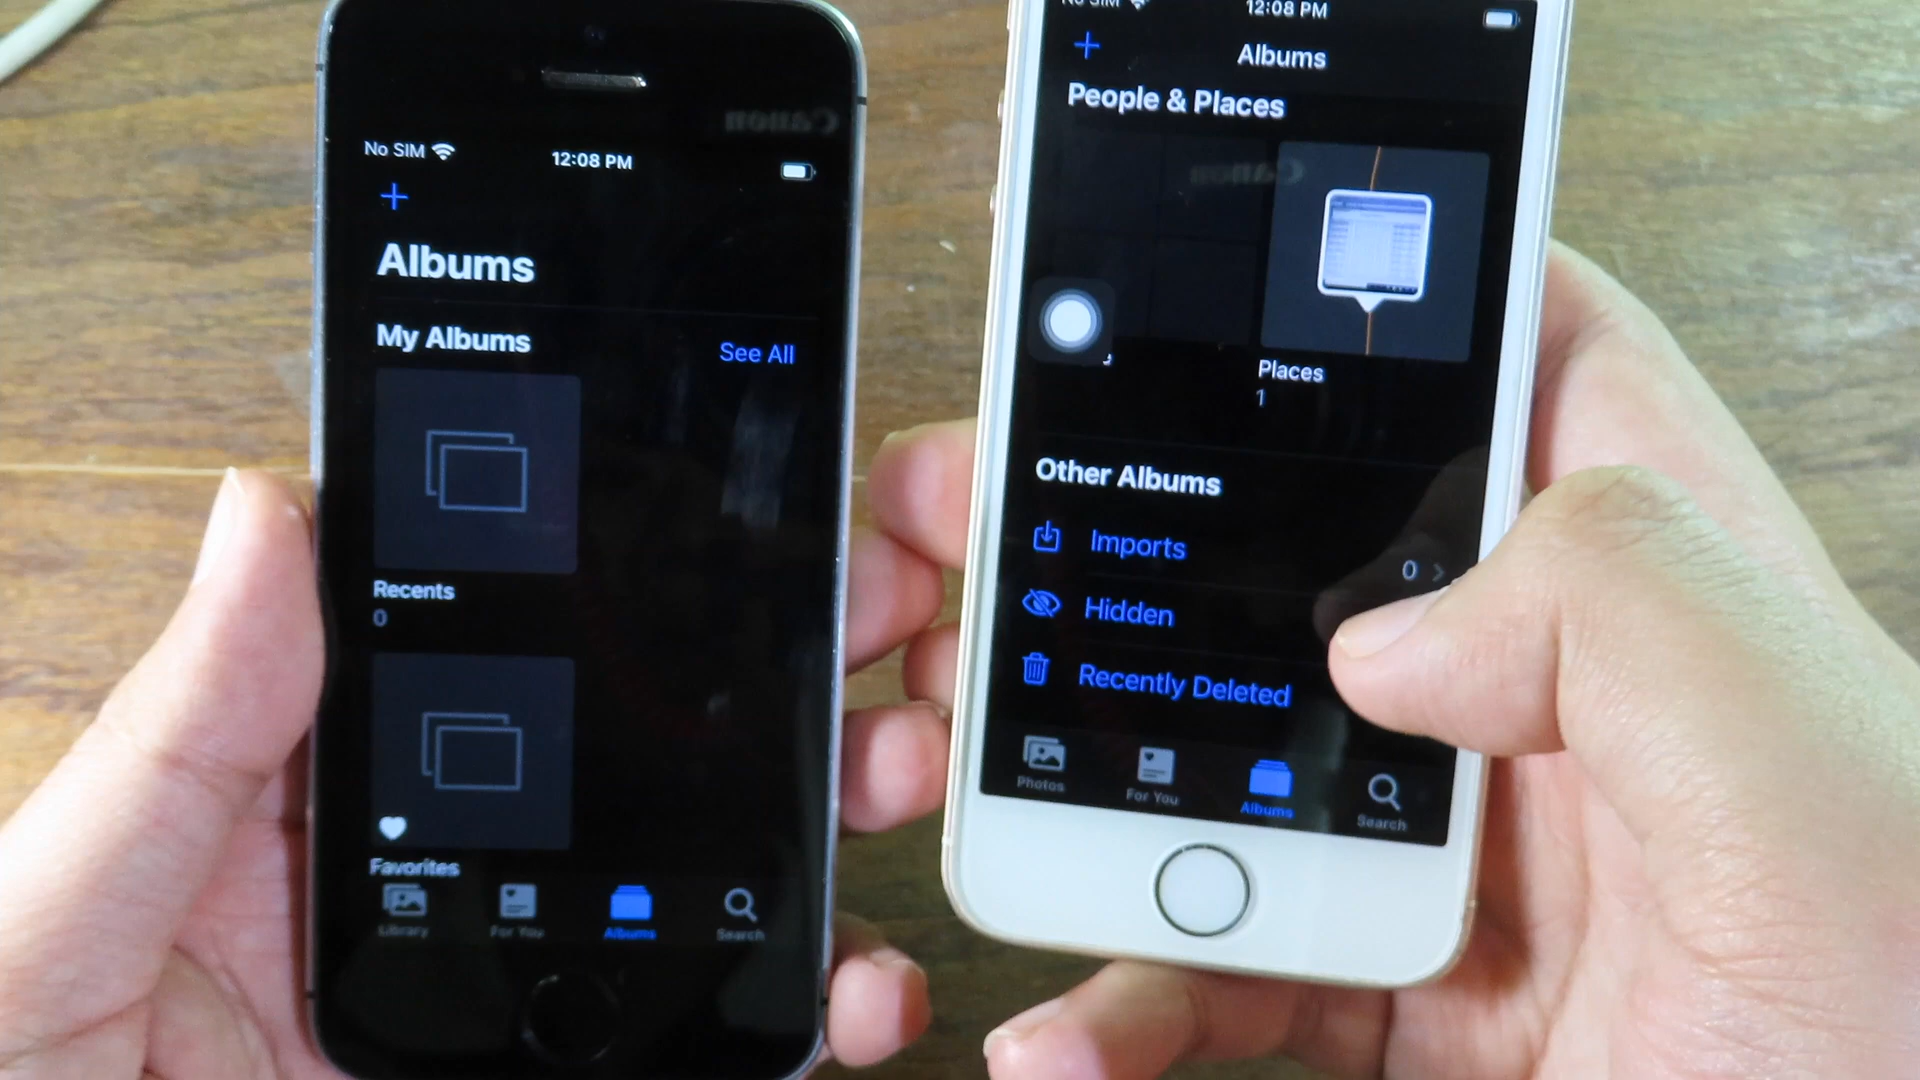 Canon
No SIM
12:08 PM
Albums
My Albums
See All
Recents
0
Favorites
Library
For You
Albums
Search
No SIM
12:08 PM
Albums
People & Places
Canon
Places
1
Other Albums
Imports
0
Hidden
Recently Deleted
Photos
For You
Albums
Search